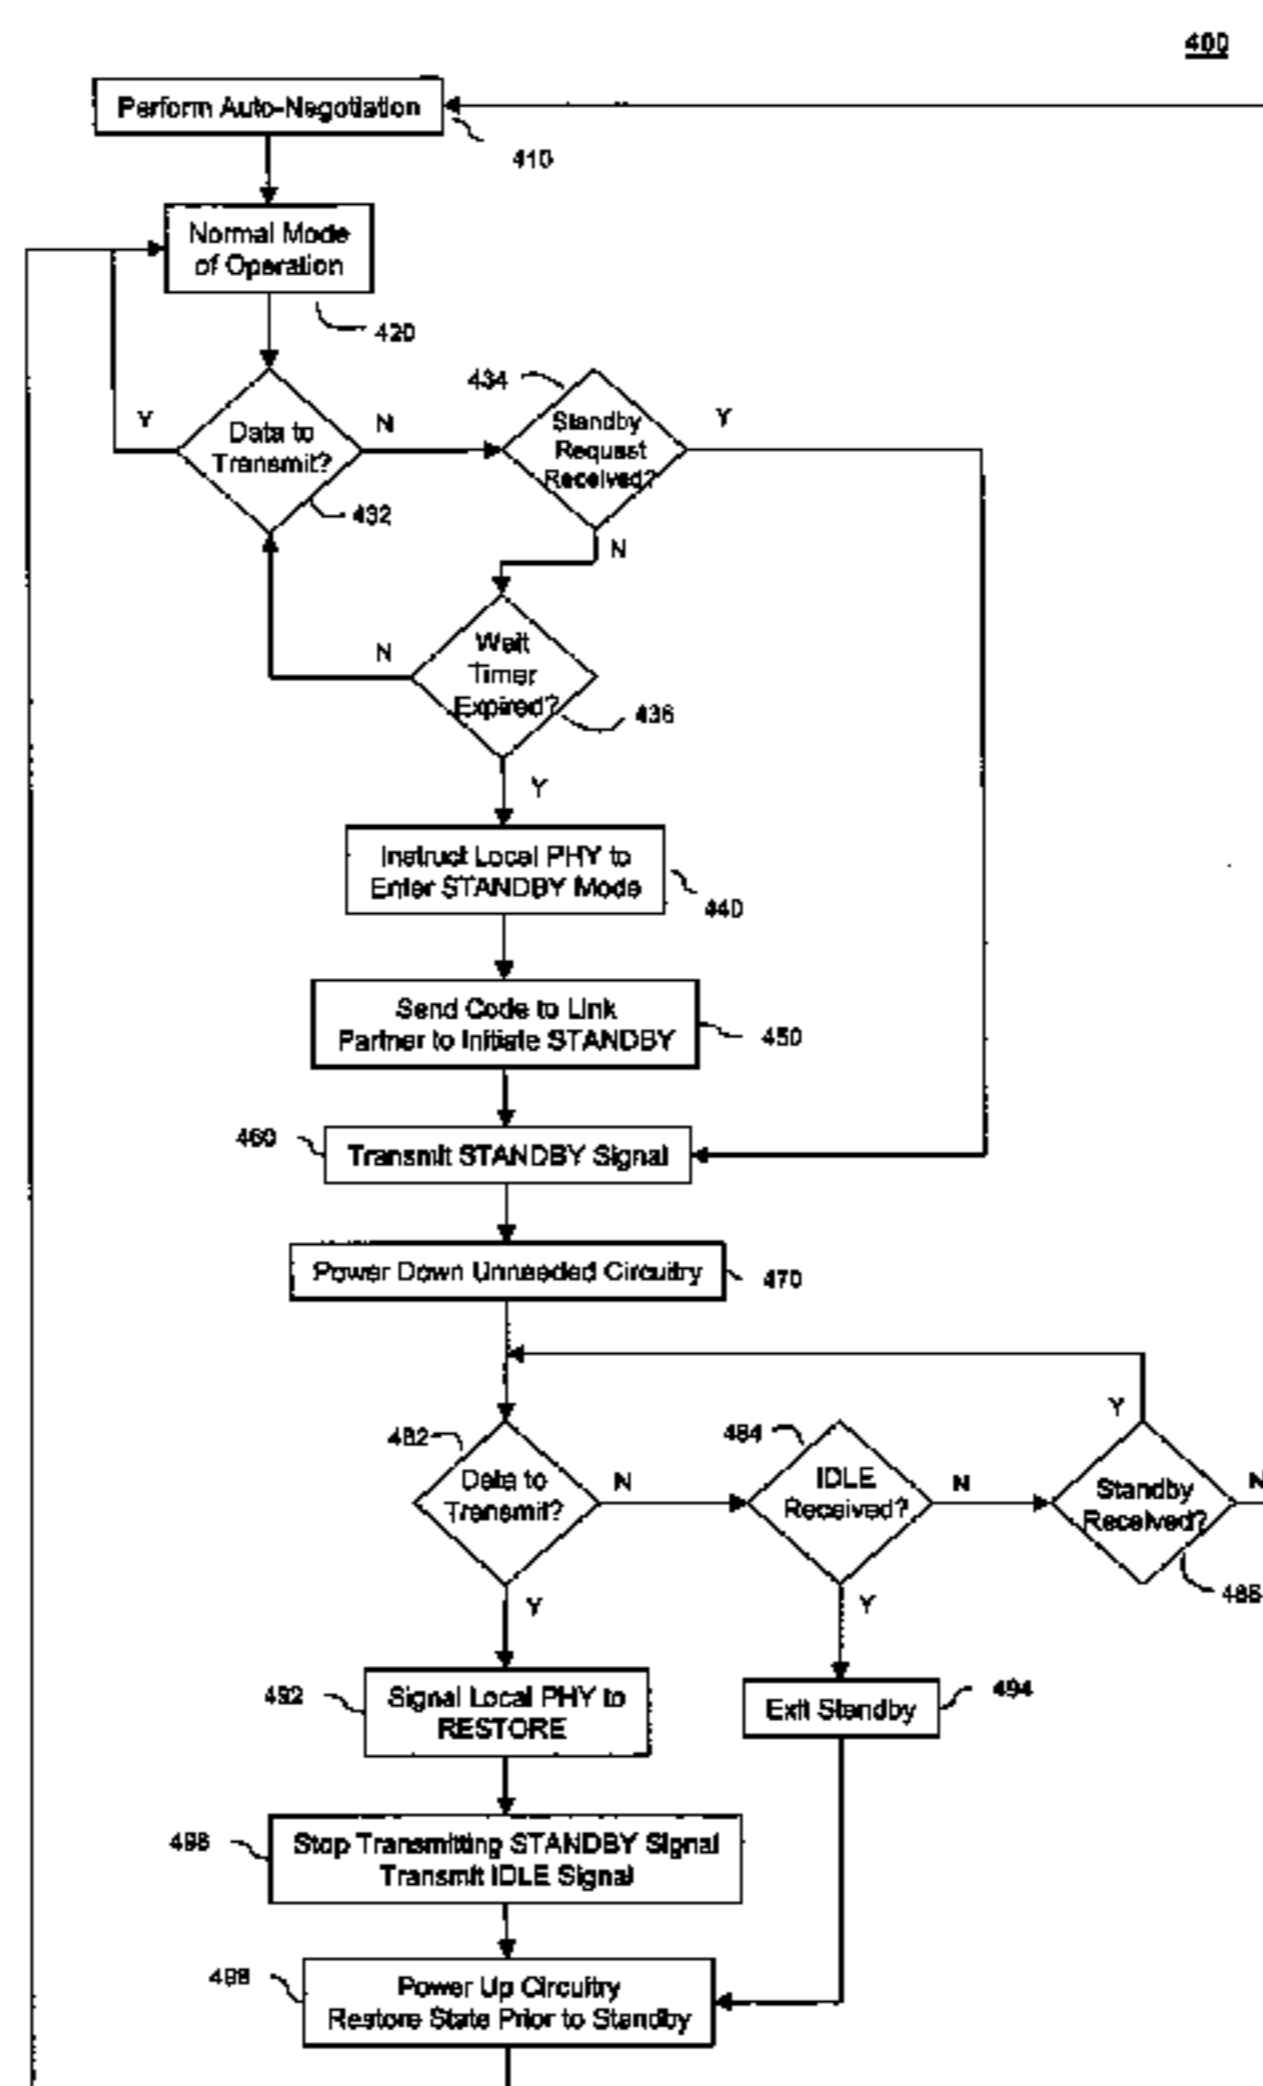 400
Perform Auto-Negotiation
410
Normal Mode
of Operation
420
434
Y
Data to
Transmit?
N
432
Standby
Request
Received?
Y
N
N
Wait
Timer
Expired?
436
Y
Instruct Local PHY to
Enter STANDBY Mode
440
Send Code to Link
Partner to Initiate STANDBY
450
460
Transmit STANDBY Signal
Power Down Unneeded Circuitry
470
482
Data to
Transmit?
N
484
IDLE
Received?
N
Y
Standby
Received?
N
486
Y
Y
492
Signal Local PHY to
RESTORE
Exit Standby
494
496
Stop Transmitting STANDBY Signal
Transmit IDLE Signal
498
Power Up Circuitry
Restore State Prior to Standby